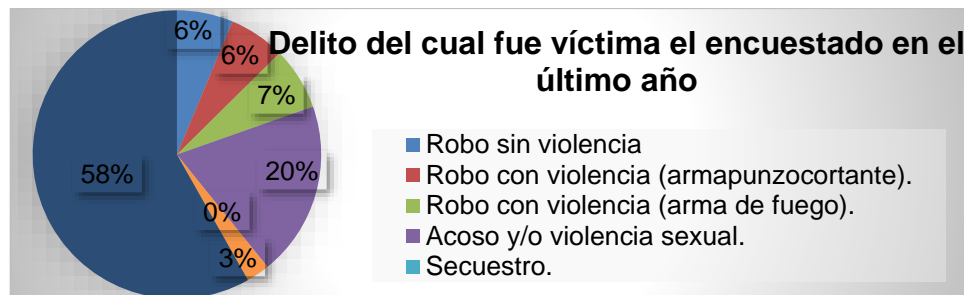 Delito del cual fue víctima el encuestado en el
último año
6%
6%
7%
20%
3%
0%
58%
Robo sin violencia
Robo con violencia (armapunzocortante).
Robo con violencia (arma de fuego).
Acoso y/o violencia sexual.
Secuestro.